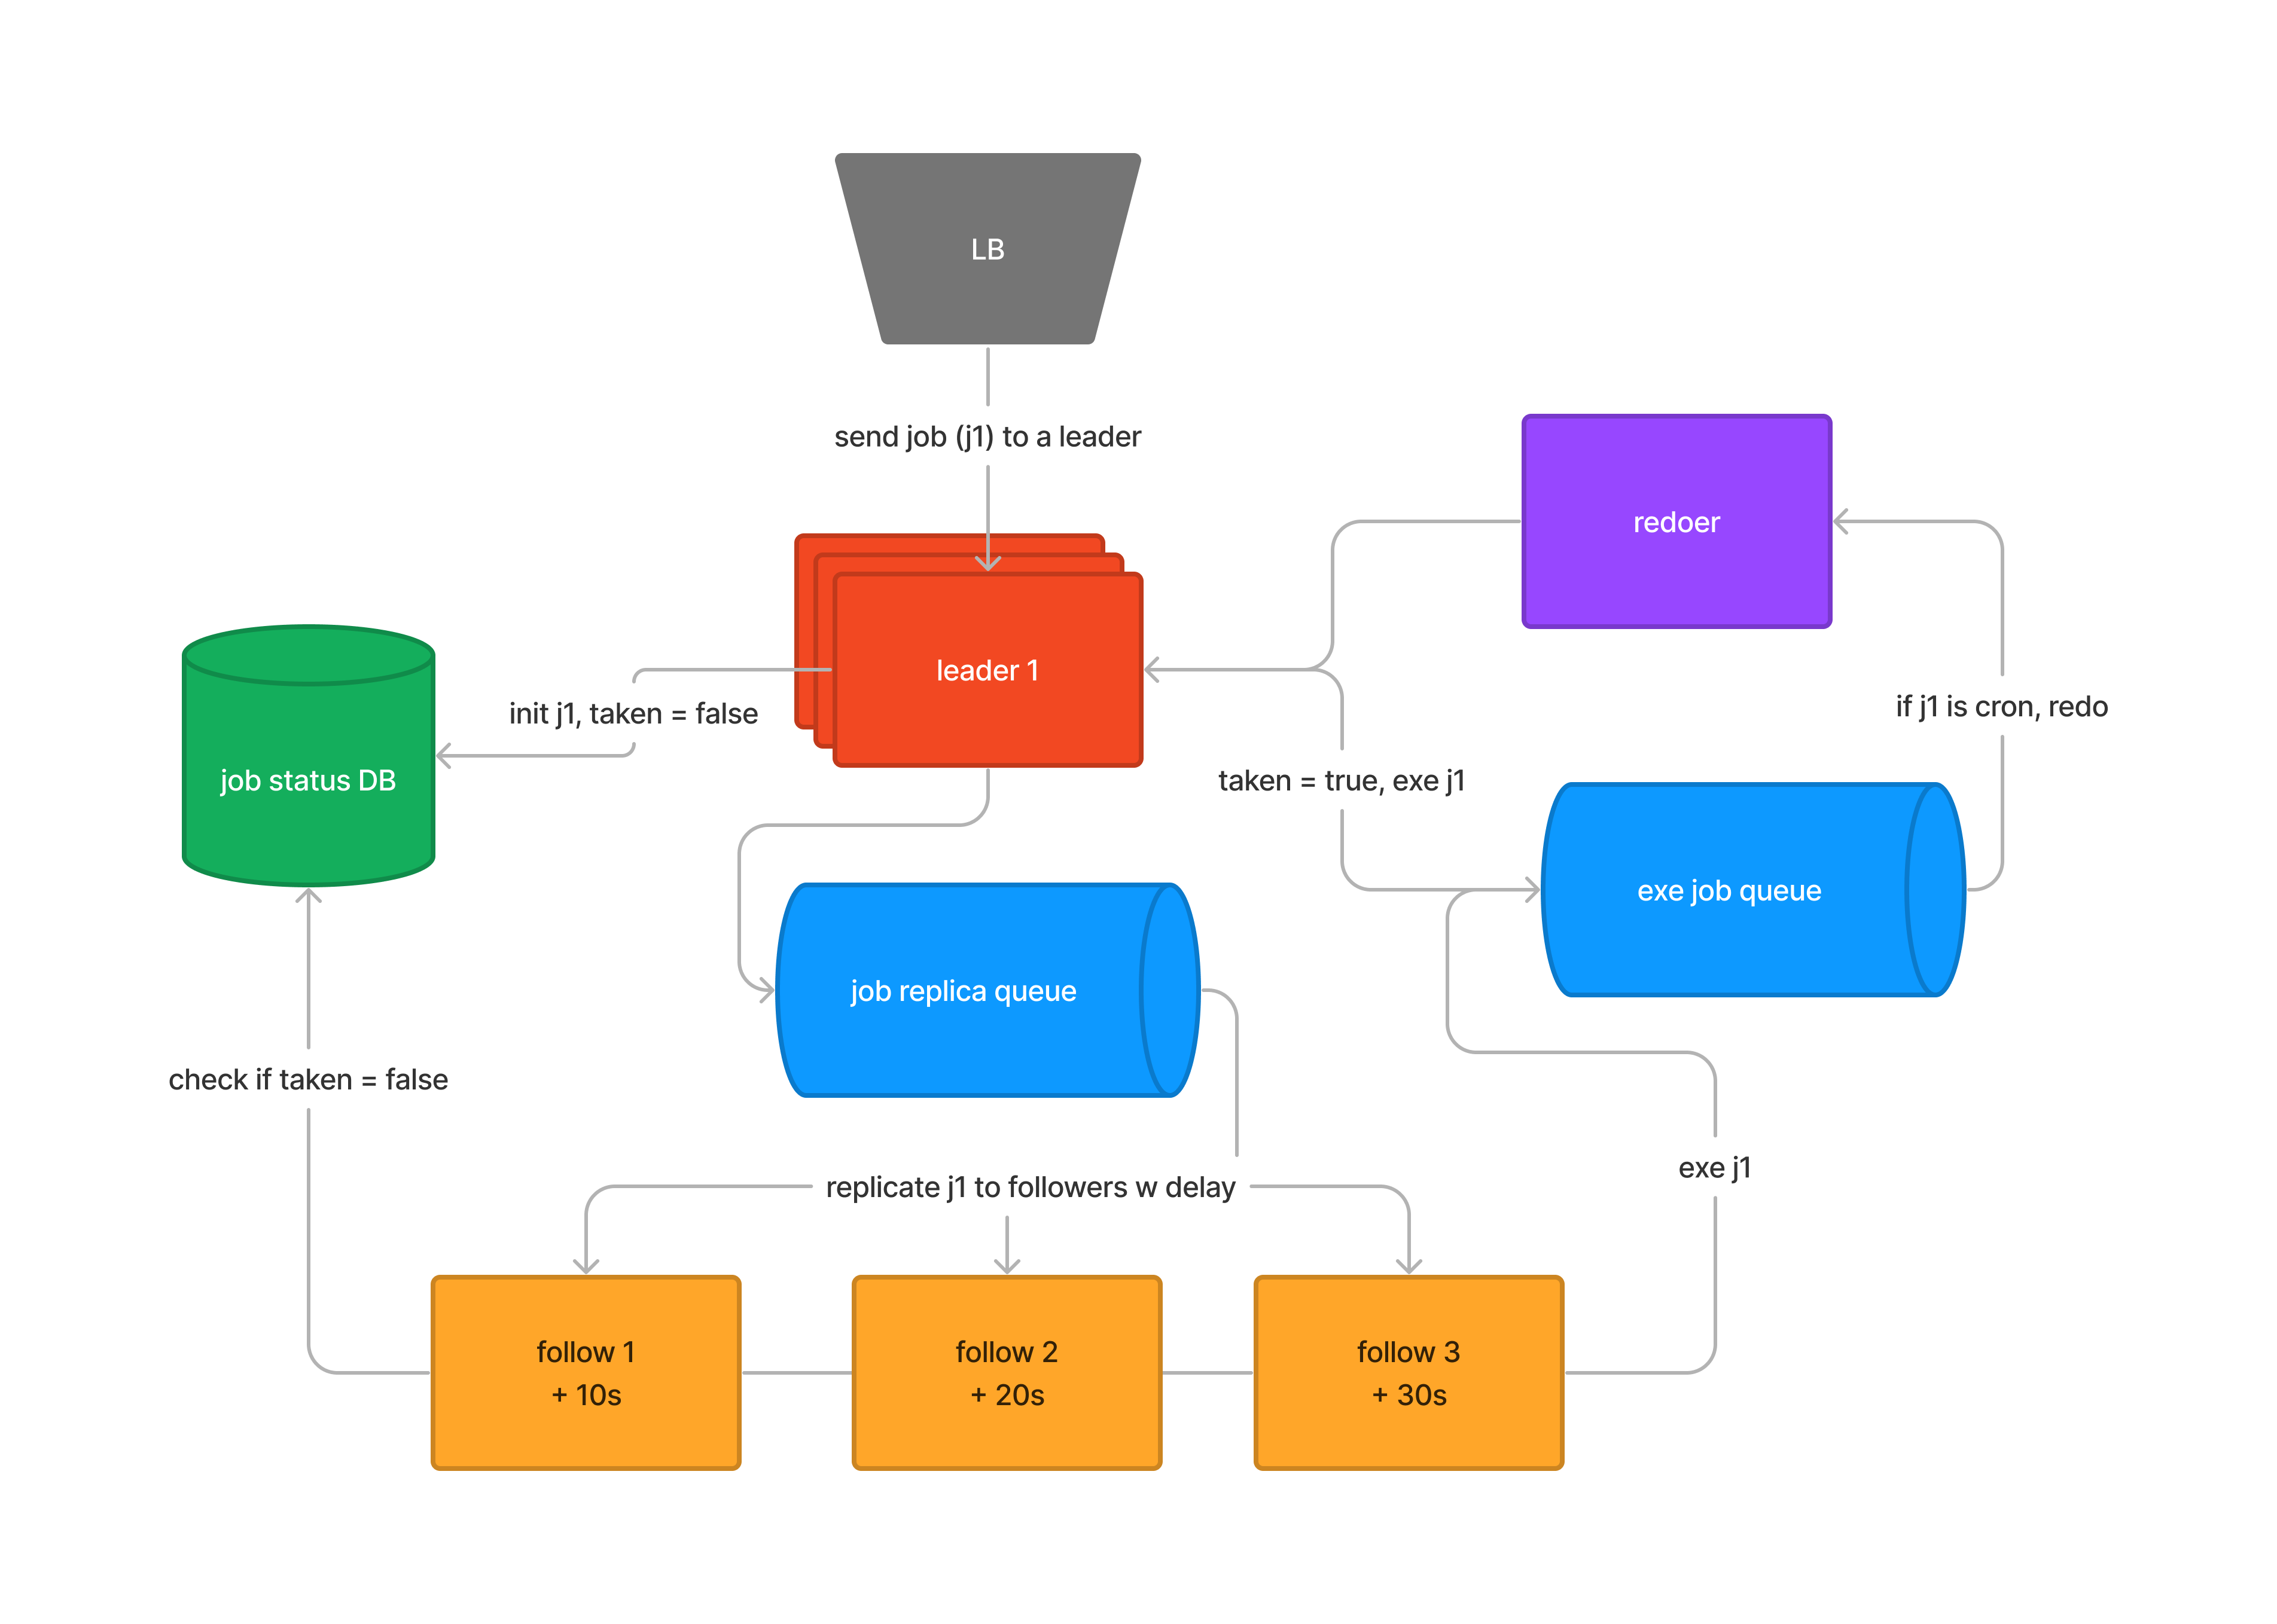 LB
send job (j1) to a leader
redoer
leader 1
init j1, taken = false
if j1 is cron, redo
job status DB
taken = true, exe j1
exe job queue
job replica queue
check if taken = false
exe j1
replicate j1 to followers w delay
follow 1
+ 10s
follow 2
+ 20s
follow 3
+ 30s